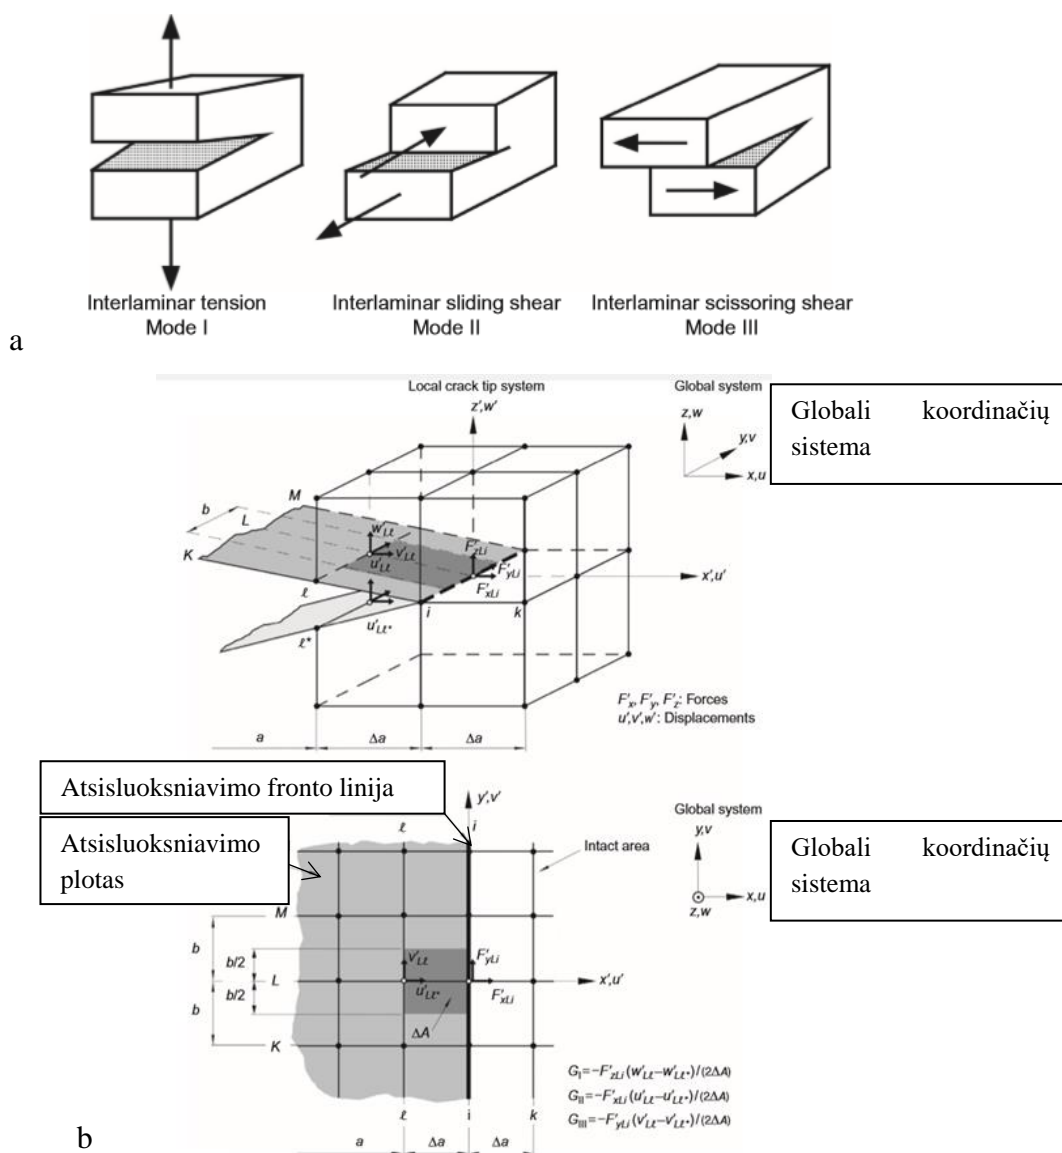 Interlaminar tension
Mode I
Interlaminar sliding shear
Mode II
Interlaminar scissoring shear
Mode III
a
Local crack tip system
z',w'
Global system
z,w
y,v
x,u
Globali koordinačių
sistema
M
b
L
K
w'Lℓ
v'Lℓ
u'Lℓ
F'zLi
F'yLi
F'xLi
x',u'
ℓ
i
k
u'Lℓ*
ℓ*
F'x, F'y, F'z: Forces
u',v',w': Displacements
a
Δa
Δa
Atsisluoksniavimo fronto linija
Atsisluoksniavimo
plotas
y',v'
ℓ
i
Intact area
Global system
y,v
x,u
z,w
Globali koordinačių
sistema
M
b
b/2
L
b/2
b
K
v'Lℓ
F'yLi
u'Lℓ*
F'xLi
x',u'
ΔA
GI=−F'zLi(w'Lℓ−w'Lℓ*)/(2ΔA)
GII=−F'xLi(u'Lℓ−u'Lℓ*)/(2ΔA)
GIII=−F'yLi(v'Lℓ−v'Lℓ*)/(2ΔA)
ℓ
i
k
a
Δa
Δa
b